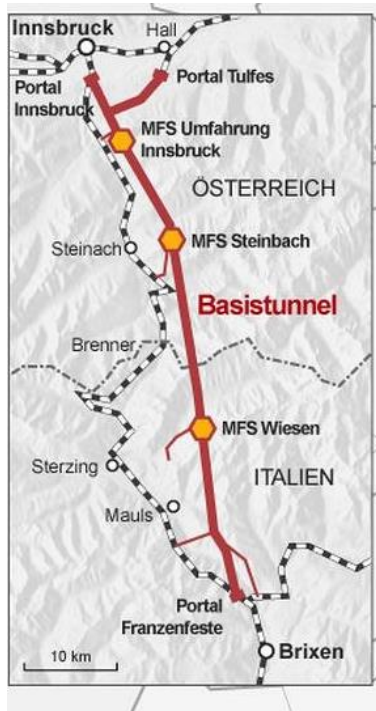 Innsbruck
Hall
Portal
Innsbruck
Portal Tulfes
MFS Umfahrung
Innsbruck
ÖSTERREICH
Steinach
MFS Steinbach
Basistunnel
Brenner
MFS Wiesen
Sterzing
ITALIEN
Mauls
Portal
Franzenfeste
10 km
Brixen